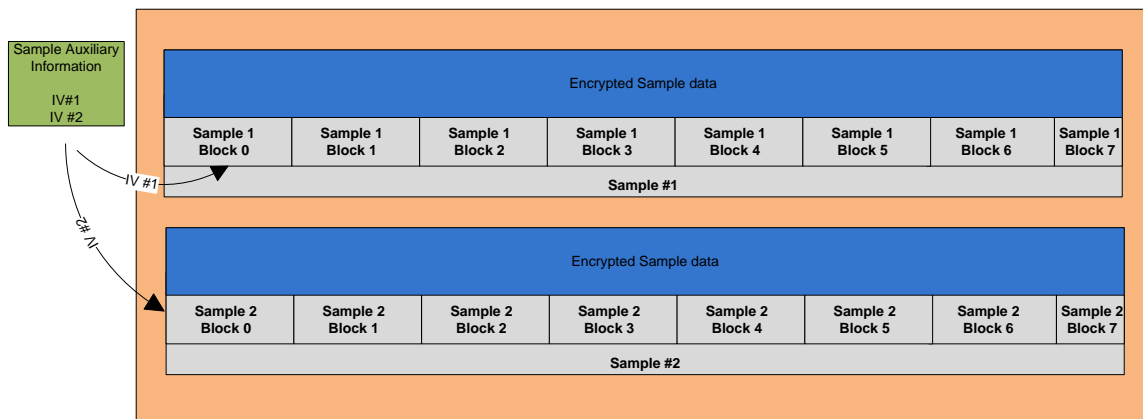 Sample Auxiliary
Information
IV#1
IV #2
Encrypted Sample data
Sample 1 Sample 1 Sample 1 Sample 1 Sample 1 Sample 1 Sample 1 Sample 1
Block 0 Block 1 Block 2 Block 3 Block 4 Block 5 Block 6 Block 7
IV #1
Sample #1
IV #2
Encrypted Sample data
Sample 2 Sample 2 Sample 2 Sample 2 Sample 2 Sample 2 Sample 2 Sample 2
Block 0 Block 1 Block 2 Block 3 Block 4 Block 5 Block 6 Block 7
Sample #2